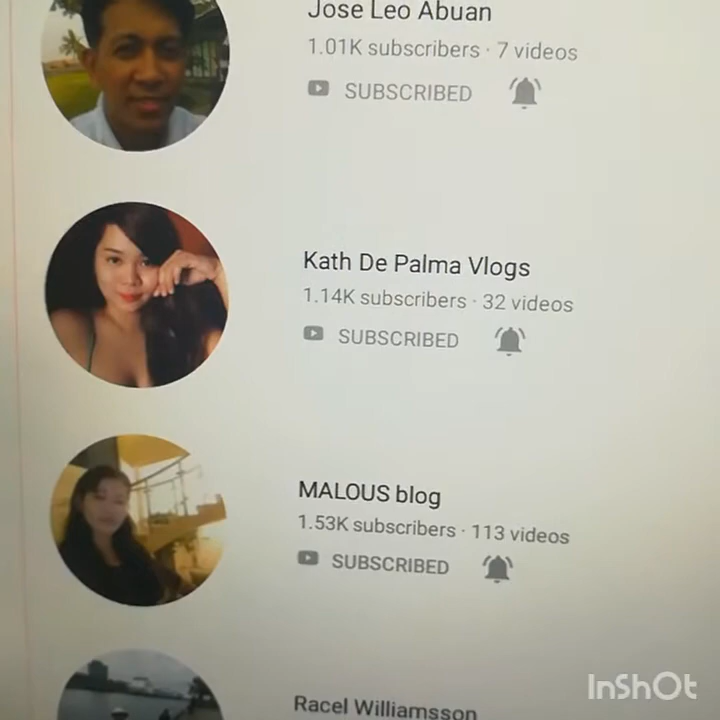 Jose Leo Abuan
1.01K subscribers · 7 videos
SUBSCRIBED
Kath De Palma Vlogs
1.14K subscribers · 32 videos
SUBSCRIBED
MALOUS blog
1.53K subscribers · 113 videos
SUBSCRIBED
Racel Williamsson
InShOt